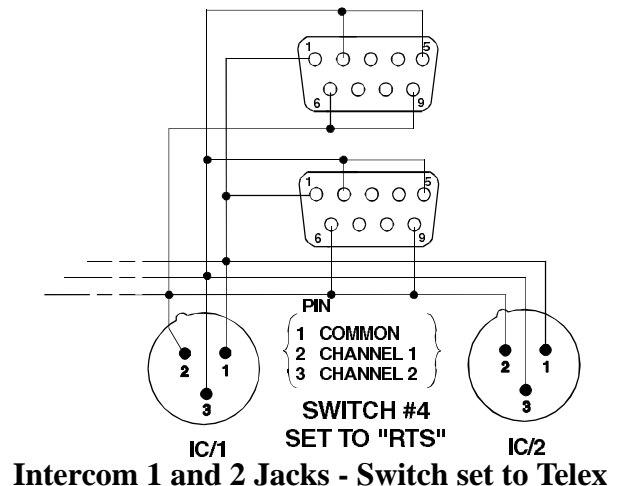 1 5
6 9
1 5
6 9
PIN
1 COMMON
2 CHANNEL 1
3 CHANNEL 2
2 1
3
2 1
3
SWITCH #4
SET TO "RTS"
IC/1
IC/2
Intercom 1 and 2 Jacks - Switch set to Telex